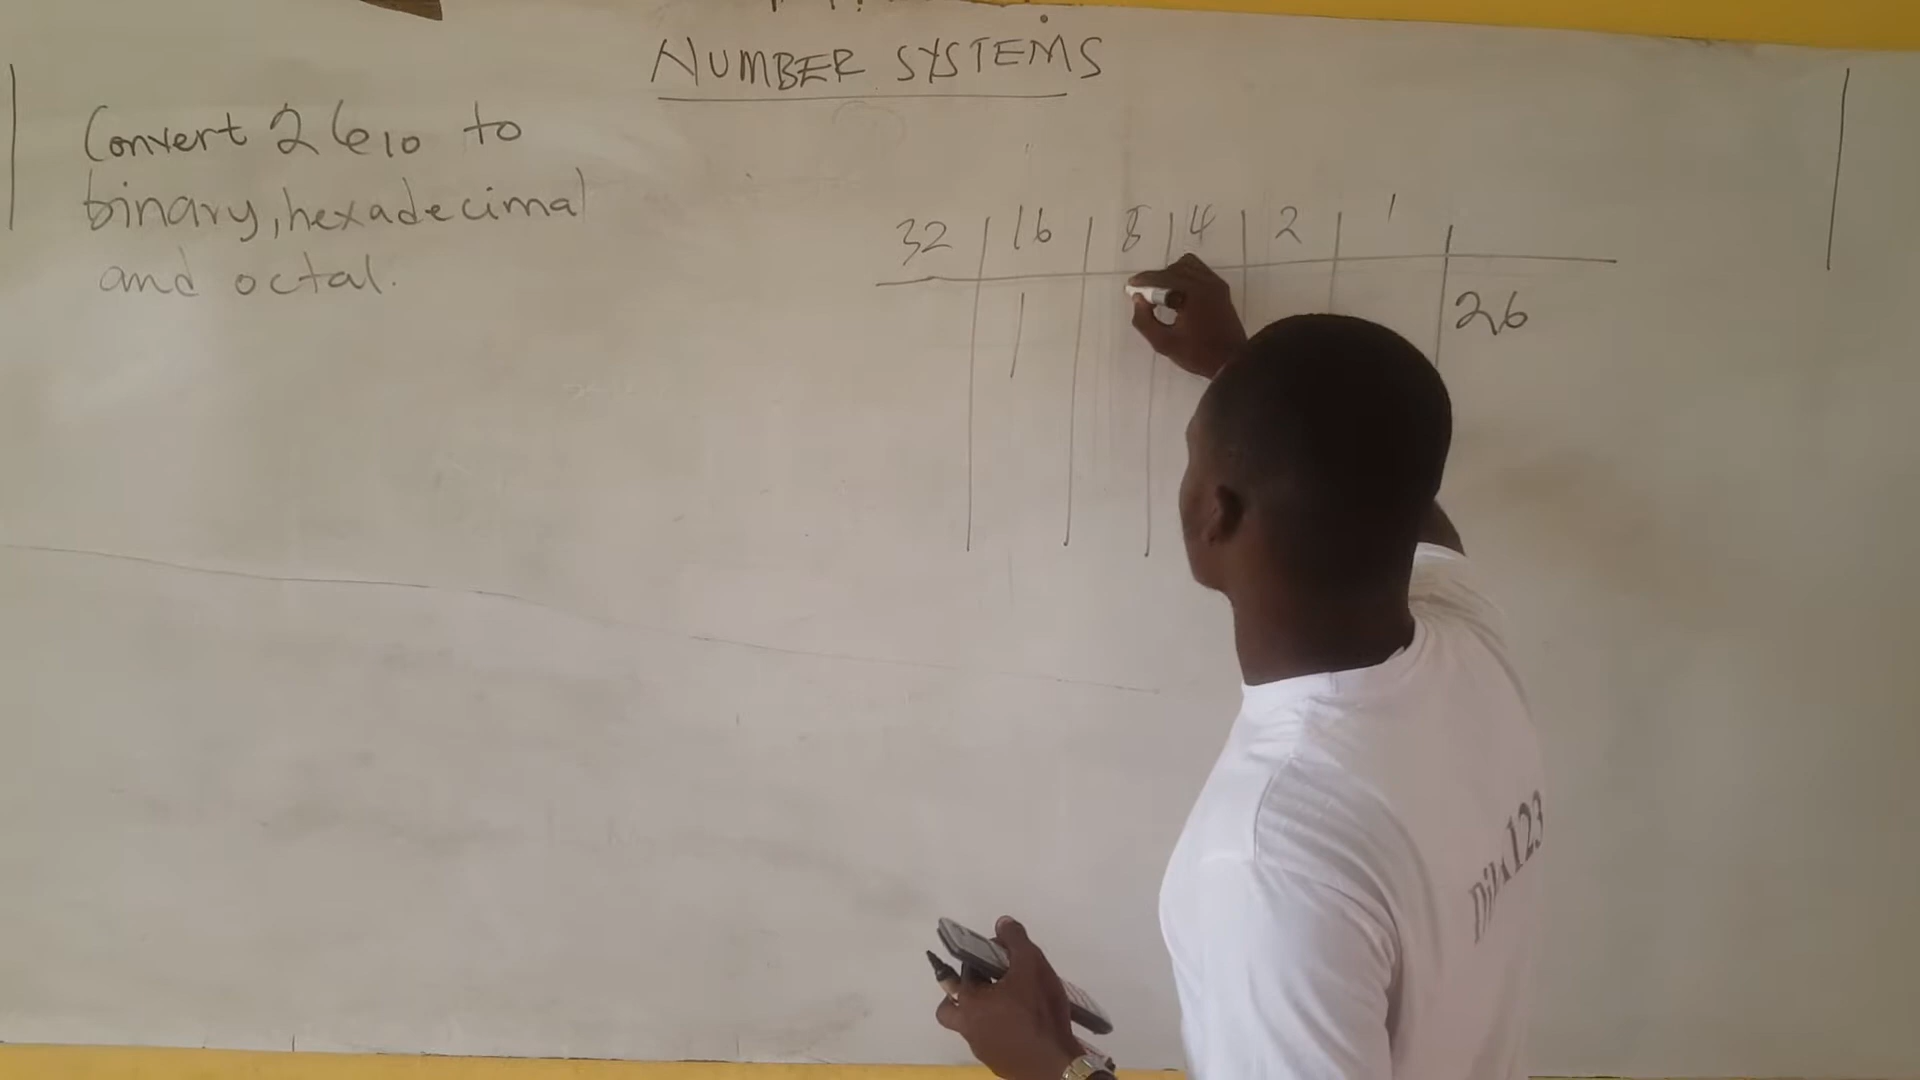 NUMBER SYSTEMS
Convert 26₁₀ to
binary, hexadecimal
and octal.
32 | 16 | 8 | 4 | 2 | 1 |
1 26